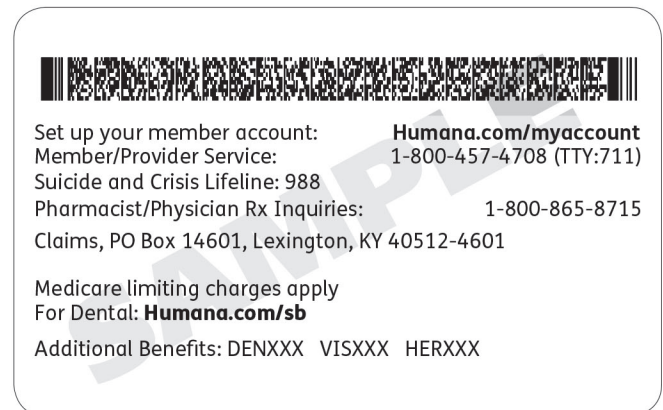 Set up your member account: Humana.com/myaccount
Member/Provider Service: 1-800-457-4708 (TTY:711)
Suicide and Crisis Lifeline: 988
Pharmacist/Physician Rx Inquiries: 1-800-865-8715
Claims, PO Box 14601, Lexington, KY 40512-4601
Medicare limiting charges apply
For Dental: Humana.com/sb
Additional Benefits: DENXXX VISXXX HERXXX
SAMPLE